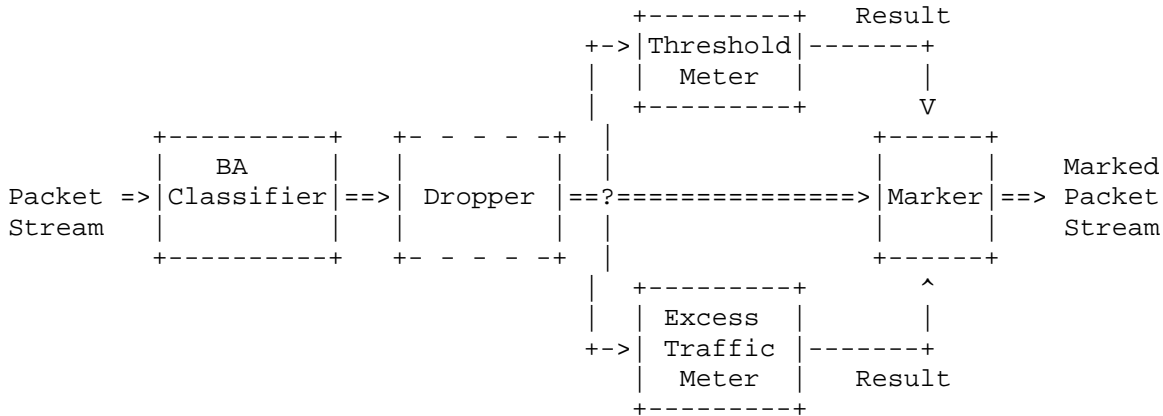 Result
Threshold
Meter
BA
Marked
Packet => Classifier ==> Dropper ==?===============> Marker ==> Packet
Stream Stream
Excess
Traffic
Meter Result